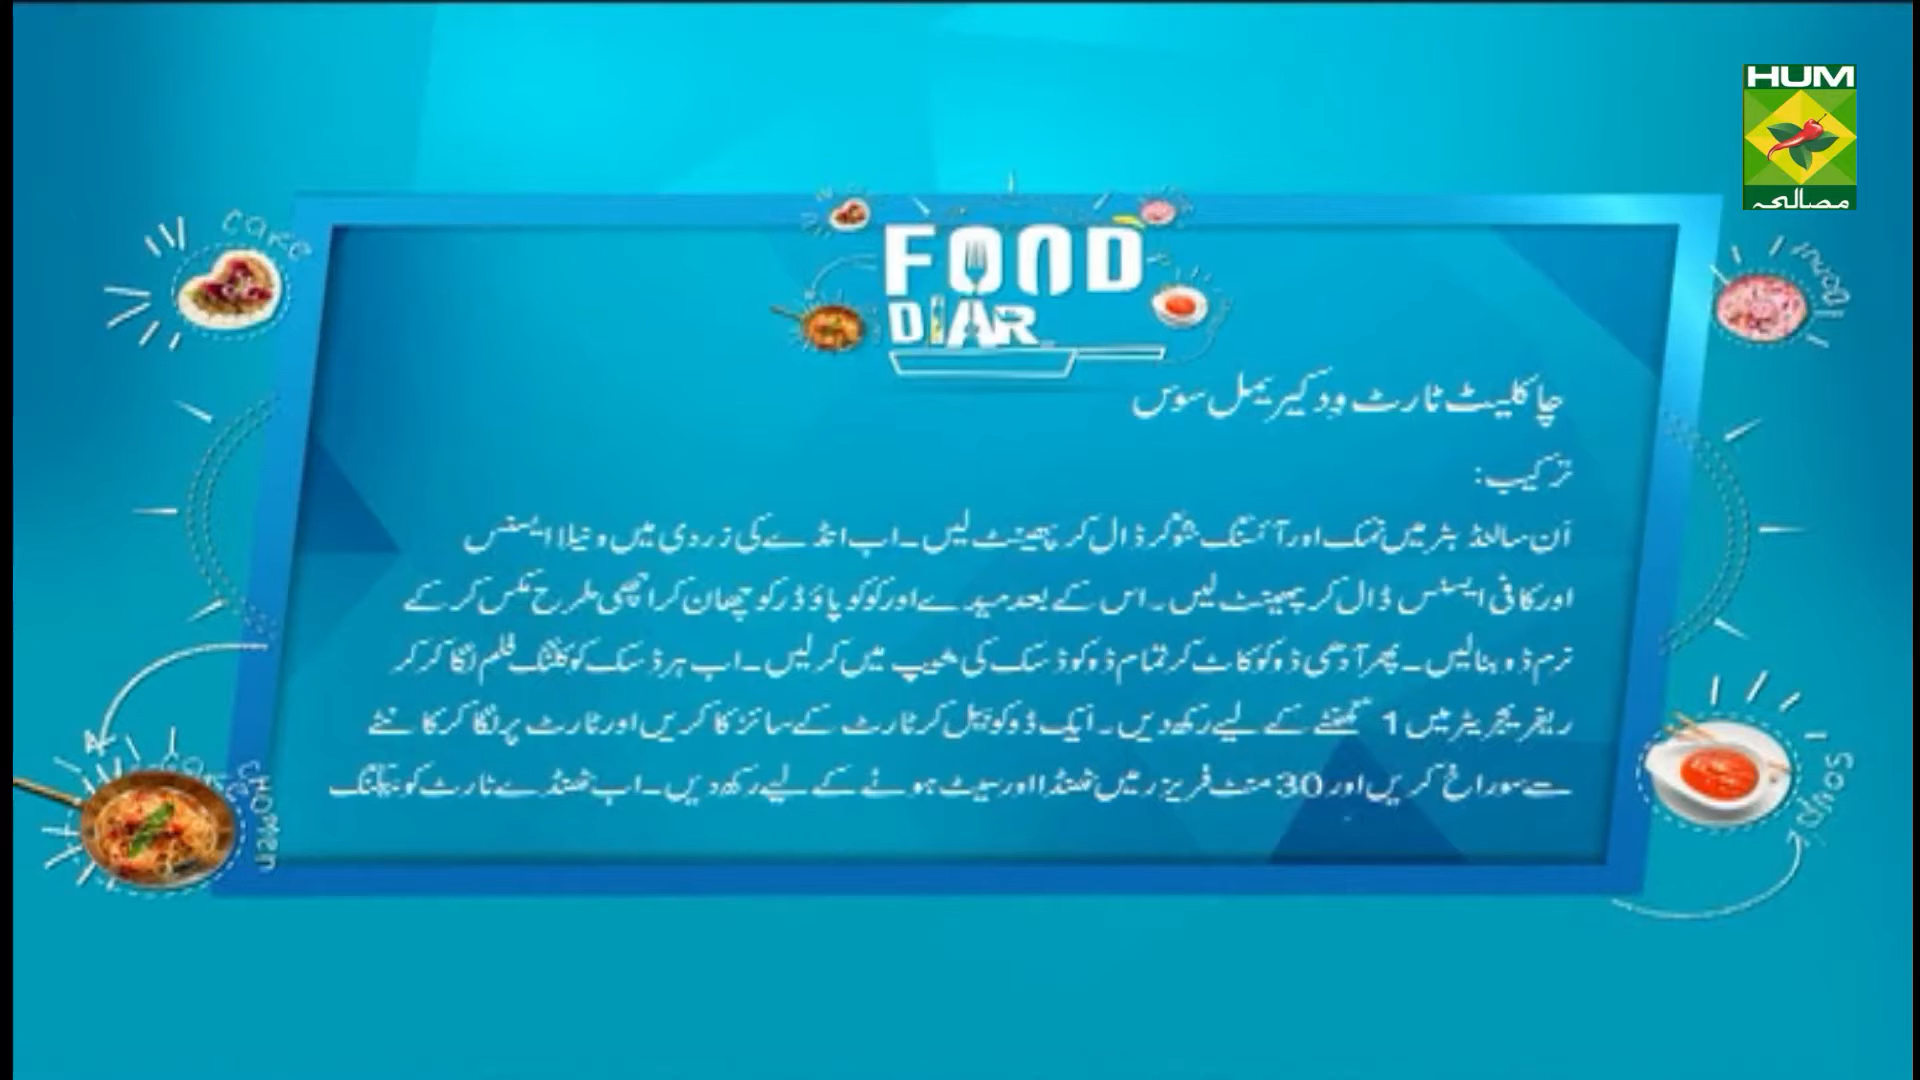 HUM
مصالحہ
cake
Donut
FOOD
DIAR
چاکلیٹ ٹارٹ ود کیریمل سوس
ترکیب:
اَن سالٹڈ بٹر میں نمک اور آئسنگ شوگر ڈال کر پھینٹ لیں۔ اب انڈے کی زردی میں ونیلا ایسنس
اور کافی ایسنس ڈال کر پھینٹ لیں۔ اس کے بعد میدے اور کوکو پاؤڈر کو چھان کر اچھی طرح مکس کر کے
نرم ڈو بنالیں۔ پھر آدھی ڈو کو کاٹ کر تمام ڈو کو ڈسک کی شیپ میں کرلیں۔ اب ہر ڈسک کو کلنگ فلم لگا کر کر
ریفریجریٹر میں 1 گھنٹے کے لیے رکھ دیں۔ ایک ڈو کو بیل کر ٹارٹ کے سائز کا کریں اور ٹارٹ پر لگا کر کانٹے
سے سوراخ کریں اور 30 منٹ فریزر میں ٹھنڈا اور سیٹ ہونے کے لیے رکھ دیں۔ اب ٹھنڈے ٹارٹ کو بیکنگ
CHOWMEIN
Soup